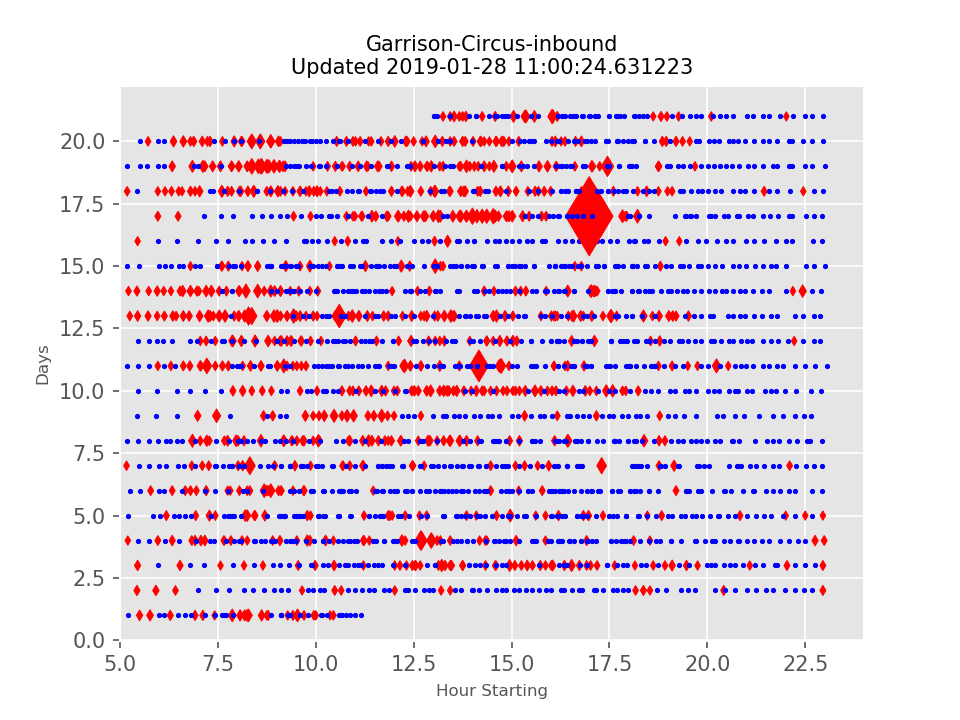 Garrison-Circus-inbound
Updated 2019-01-28 11:00:24.631223
20.0
17.5
15.0
12.5
10.0
7.5
5.0
2.5
0.0
Days
5.0 7.5 10.0 12.5 15.0 17.5 20.0 22.5
Hour Starting